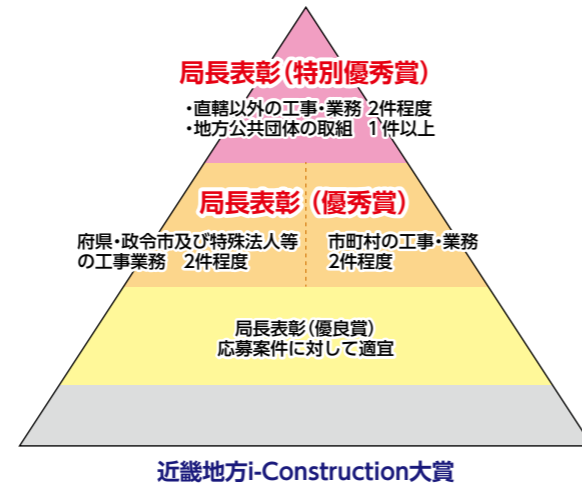 局長表彰(特別優秀賞)
・直轄以外の工事・業務 2件程度
・地方公共団体の取組 1件以上
局長表彰(優秀賞)
府県・政令市及び特殊法人等
の工事業務 2件程度
市町村の工事・業務
2件程度
局長表彰(優良賞)
応募案件に対して適宜
近畿地方i-Construction大賞